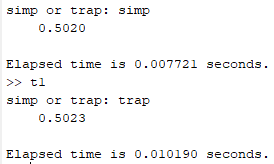 simp or trap: simp
0.5020
Elapsed time is 0.007721 seconds.
>> t1
simp or trap: trap
0.5023
Elapsed time is 0.010190 seconds.